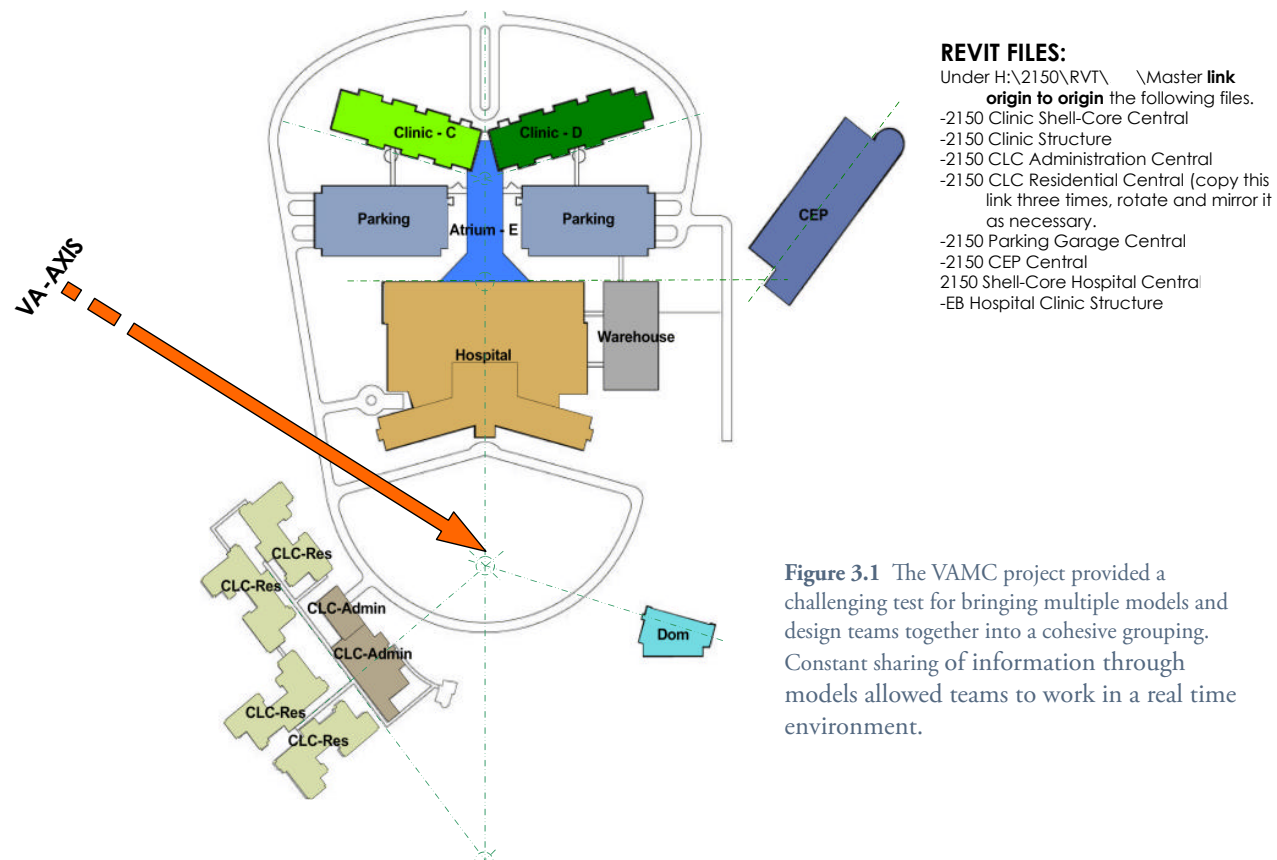 REVIT FILES:
Under H:\2150\RVT\ \Master link
origin to origin the following files.
-2150 Clinic Shell-Core Central
-2150 Clinic Structure
-2150 CLC Administration Central
-2150 CLC Residential Central (copy this
link three times, rotate and mirror it
as necessary.
-2150 Parking Garage Central
-2150 CEP Central
2150 Shell-Core Hospital Central
-EB Hospital Clinic Structure
Clinic - C
Clinic - D
Parking
Parking
Atrium - E
CEP
VA-AXIS
Warehouse
Hospital
CLC-Res
CLC-Res
CLC-Admin
CLC-Admin
Dom
CLC-Res
CLC-Res
Figure 3.1 The VAMC project provided a
challenging test for bringing multiple models and
design teams together into a cohesive grouping.
Constant sharing of information through
models allowed teams to work in a real time
environment.